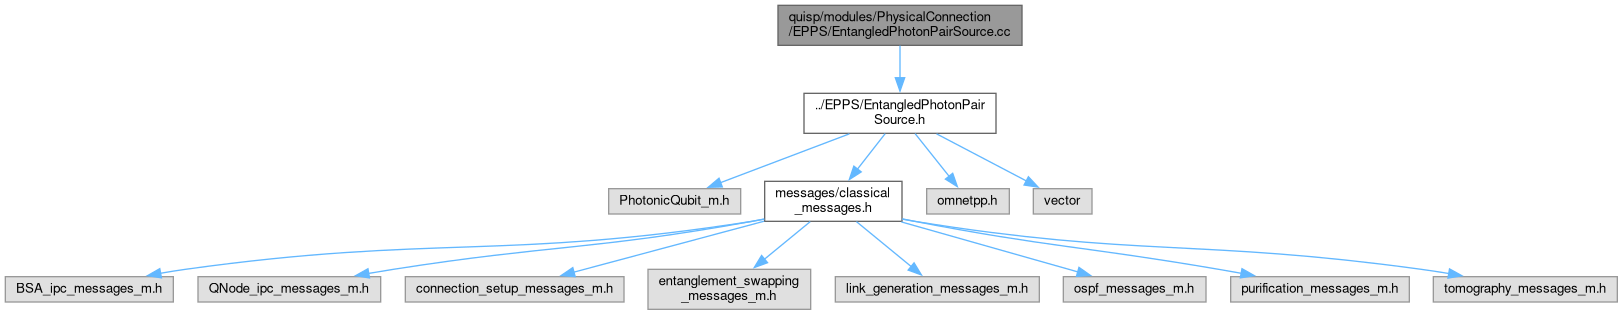 quisp/modules/PhysicalConnection
/EPPS/EntangledPhotonPairSource.cc
../EPPS/EntangledPhotonPair
Source.h
PhotonicQubit_m.h
messages/classical
_messages.h
omnetpp.h
vector
BSA_ipc_messages_m.h
QNode_ipc_messages_m.h
connection_setup_messages_m.h
entanglement_swapping
_messages_m.h
link_generation_messages_m.h
ospf_messages_m.h
purification_messages_m.h
tomography_messages_m.h